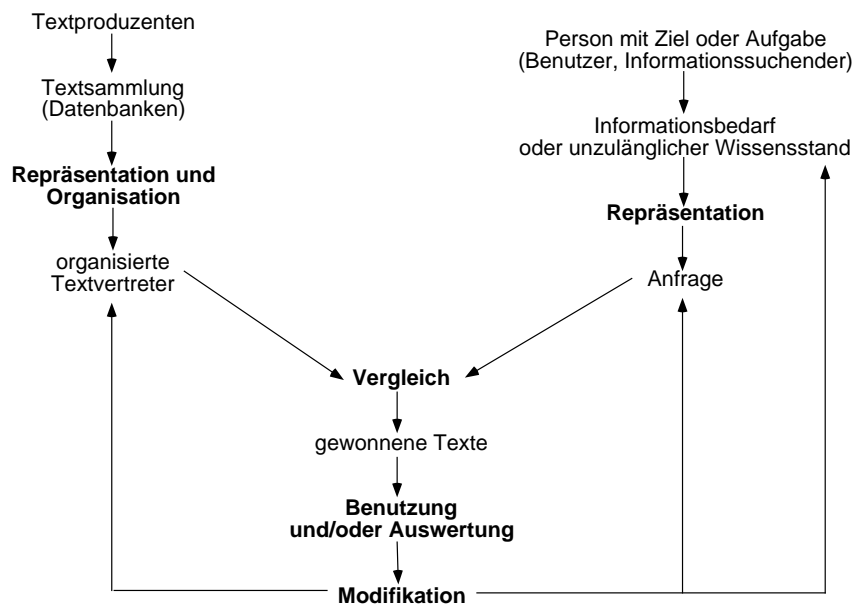 Textproduzenten
Textsammlung
(Datenbanken)
Repräsentation und
Organisation
organisierte
Textvertreter
Person mit Ziel oder Aufgabe
(Benutzer, Informationssuchender)
Informationsbedarf
oder unzulänglicher Wissensstand
Repräsentation
Anfrage
Vergleich
gewonnene Texte
Benutzung
und/oder Auswertung
Modifikation